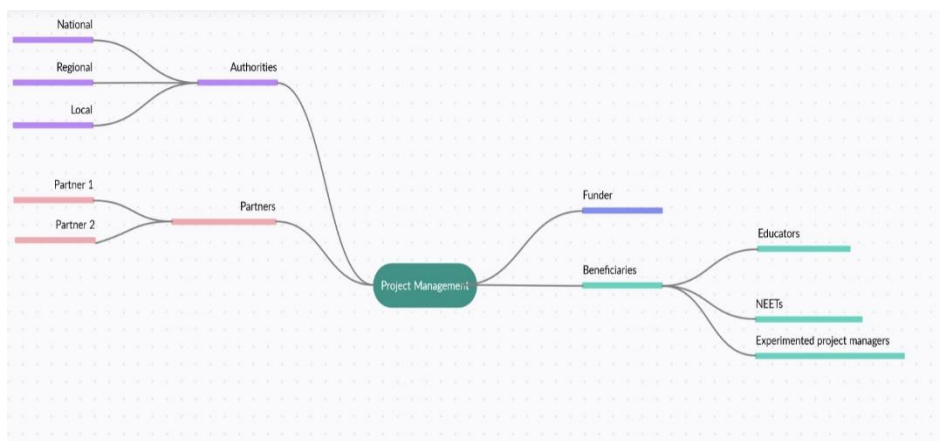 National
Regional
Authorities
Local
Partner 1
Partner 2
Partners
Project Management
Funder
Beneficiaries
Educators
NEETs
Experimented project managers